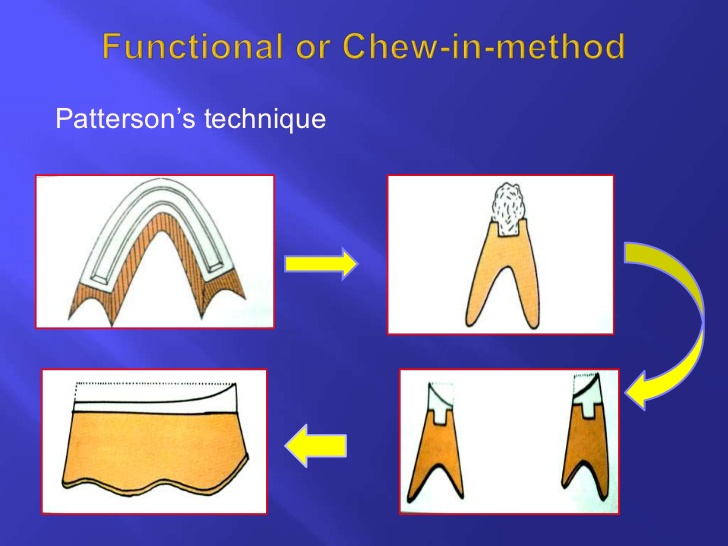 Functional or Chew-in-method
Patterson’s technique